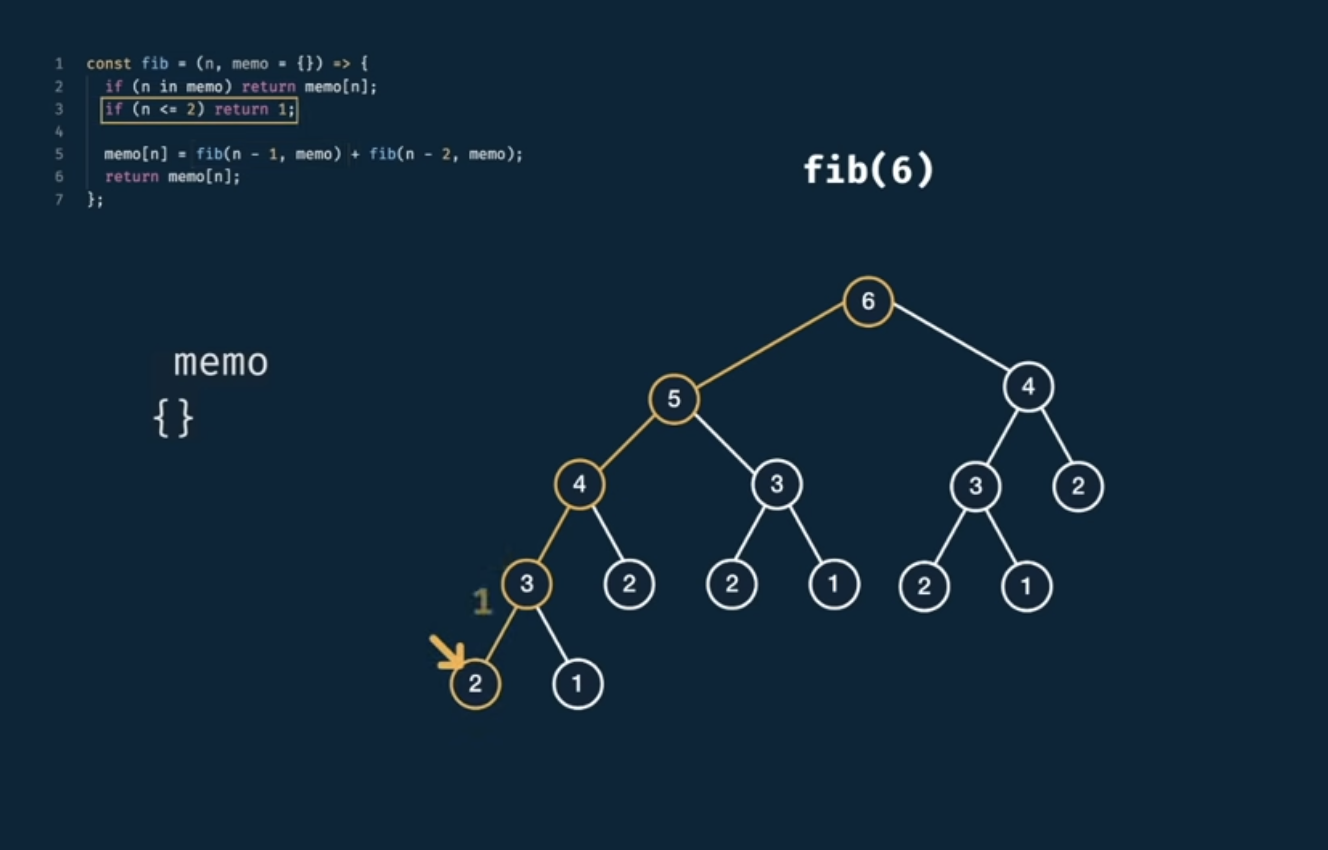 1 const fib = (n, memo = {}) => {
2 if (n in memo) return memo[n];
3 if (n <= 2) return 1;
4
5 memo[n] = fib(n - 1, memo) + fib(n - 2, memo);
6 return memo[n];
7 };
fib(6)
memo
{}
6
5
4
4
3
3
2
3
2
2
1
2
1
1
2
1